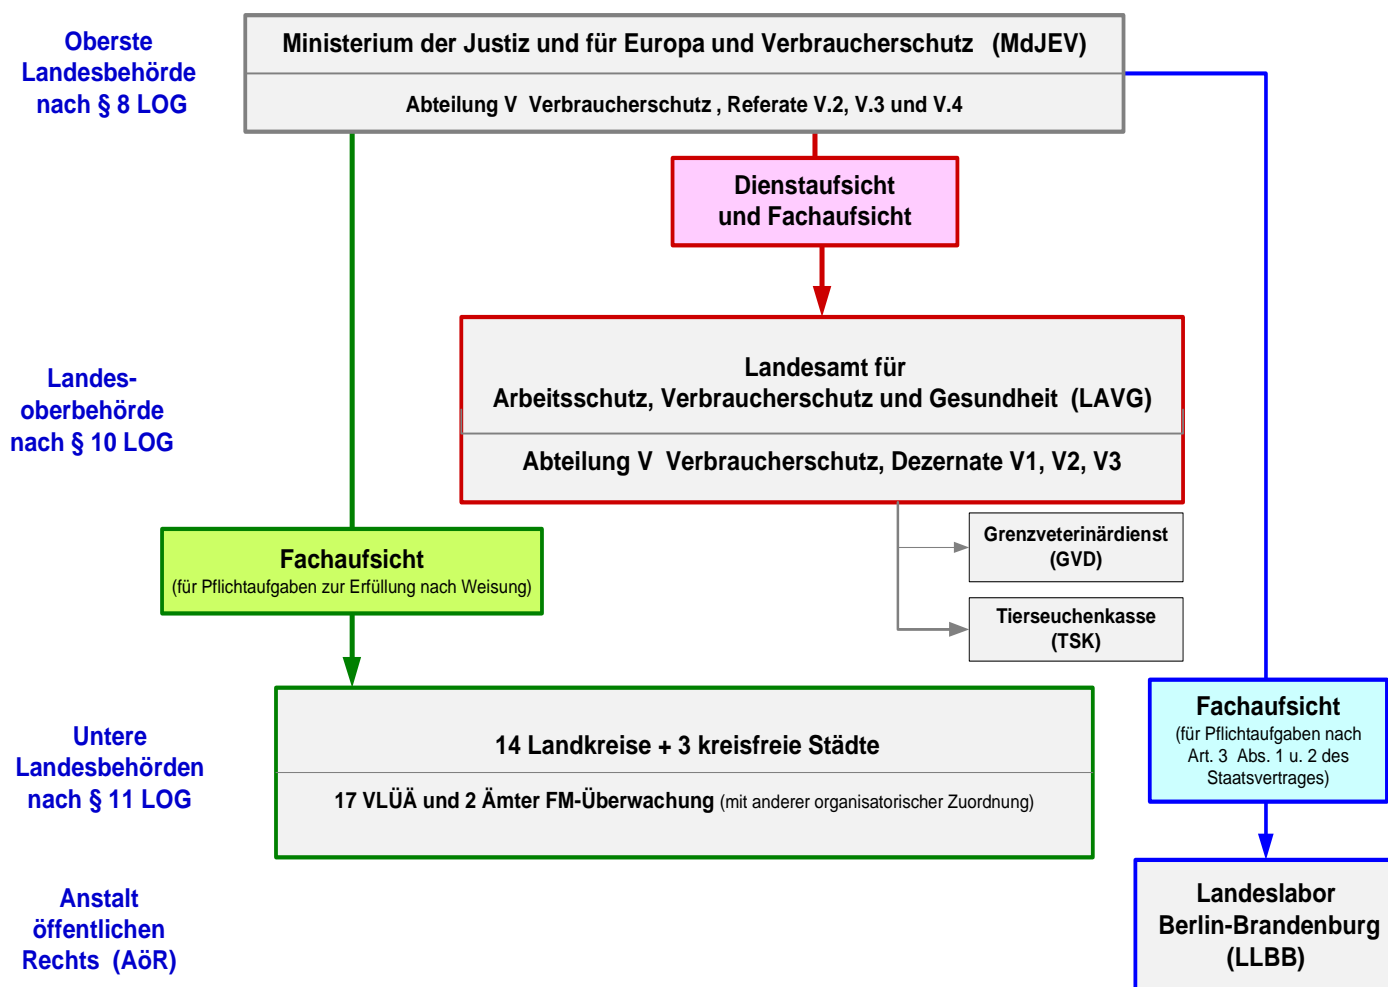 Oberste
Landesbehörde
nach § 8 LOG
Ministerium der Justiz und für Europa und Verbraucherschutz (MdJEV)
Abteilung V Verbraucherschutz , Referate V.2, V.3 und V.4
Dienstaufsicht
und Fachaufsicht
Landes-
oberbehörde
nach § 10 LOG
Landesamt für
Arbeitsschutz, Verbraucherschutz und Gesundheit (LAVG)
Abteilung V Verbraucherschutz, Dezernate V1, V2, V3
Grenzveterinärdienst
(GVD)
Tierseuchenkasse
(TSK)
Fachaufsicht
(für Pflichtaufgaben zur Erfüllung nach Weisung)
Untere
Landesbehörden
nach § 11 LOG
14 Landkreise + 3 kreisfreie Städte
17 VLÜÄ und 2 Ämter FM-Überwachung (mit anderer organisatorischer Zuordnung)
Fachaufsicht
(für Pflichtaufgaben nach
Art. 3 Abs. 1 u. 2 des
Staatsvertrages)
Anstalt
öffentlichen
Rechts (AöR)
Landeslabor
Berlin-Brandenburg
(LLBB)